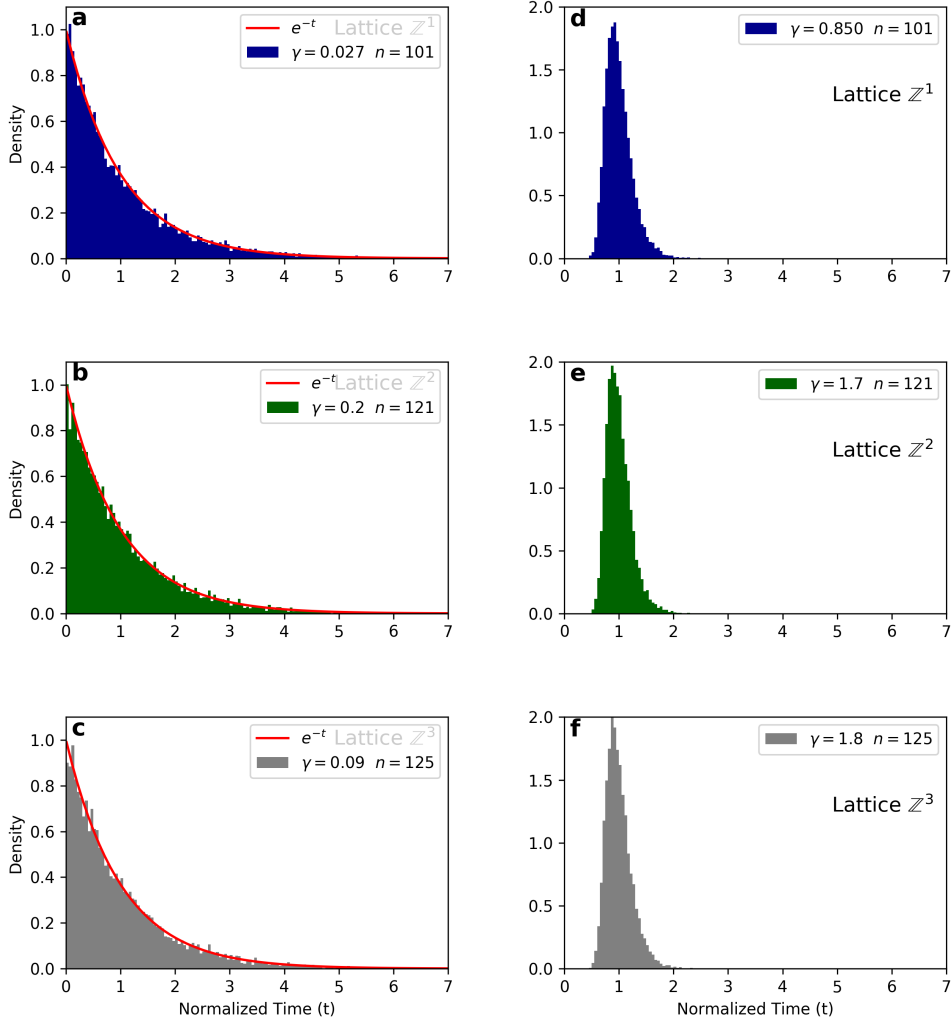 a
e^{-t} Lattice ℤ^1
γ = 0.027 n = 101
1.0
0.8
0.6
0.4
0.2
0.0
Density
0 1 2 3 4 5 6 7
d
γ = 0.850 n = 101
Lattice ℤ^1
2.0
1.5
1.0
0.5
0.0
0 1 2 3 4 5 6 7
b
e^{-t} Lattice ℤ^2
γ = 0.2 n = 121
1.0
0.8
0.6
0.4
0.2
0.0
Density
0 1 2 3 4 5 6 7
e
γ = 1.7 n = 121
Lattice ℤ^2
2.0
1.5
1.0
0.5
0.0
0 1 2 3 4 5 6 7
c
e^{-t} Lattice ℤ^3
γ = 0.09 n = 125
1.0
0.8
0.6
0.4
0.2
0.0
Density
0 1 2 3 4 5 6 7
Normalized Time (t)
f
γ = 1.8 n = 125
Lattice ℤ^3
2.0
1.5
1.0
0.5
0.0
0 1 2 3 4 5 6 7
Normalized Time (t)